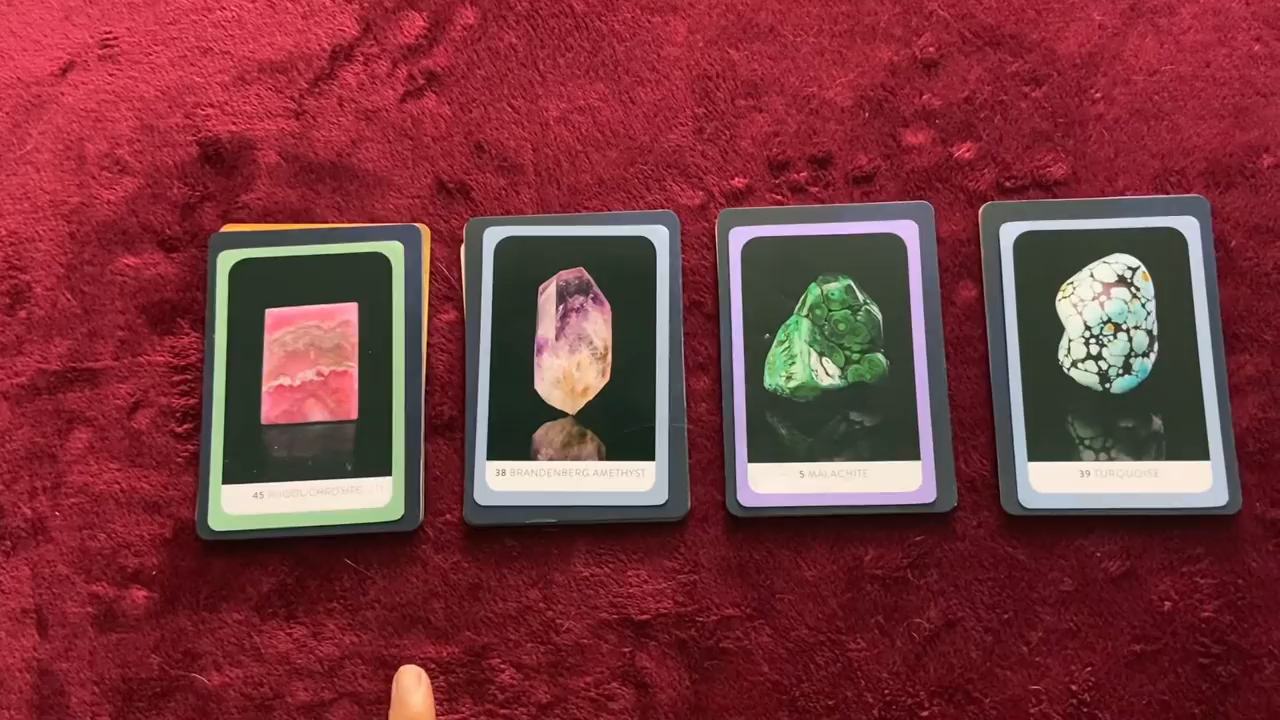 45 RHODOCHROSITE
38 BRANDENBERG AMETHYST
5 MALACHITE
39 TURQUOISE